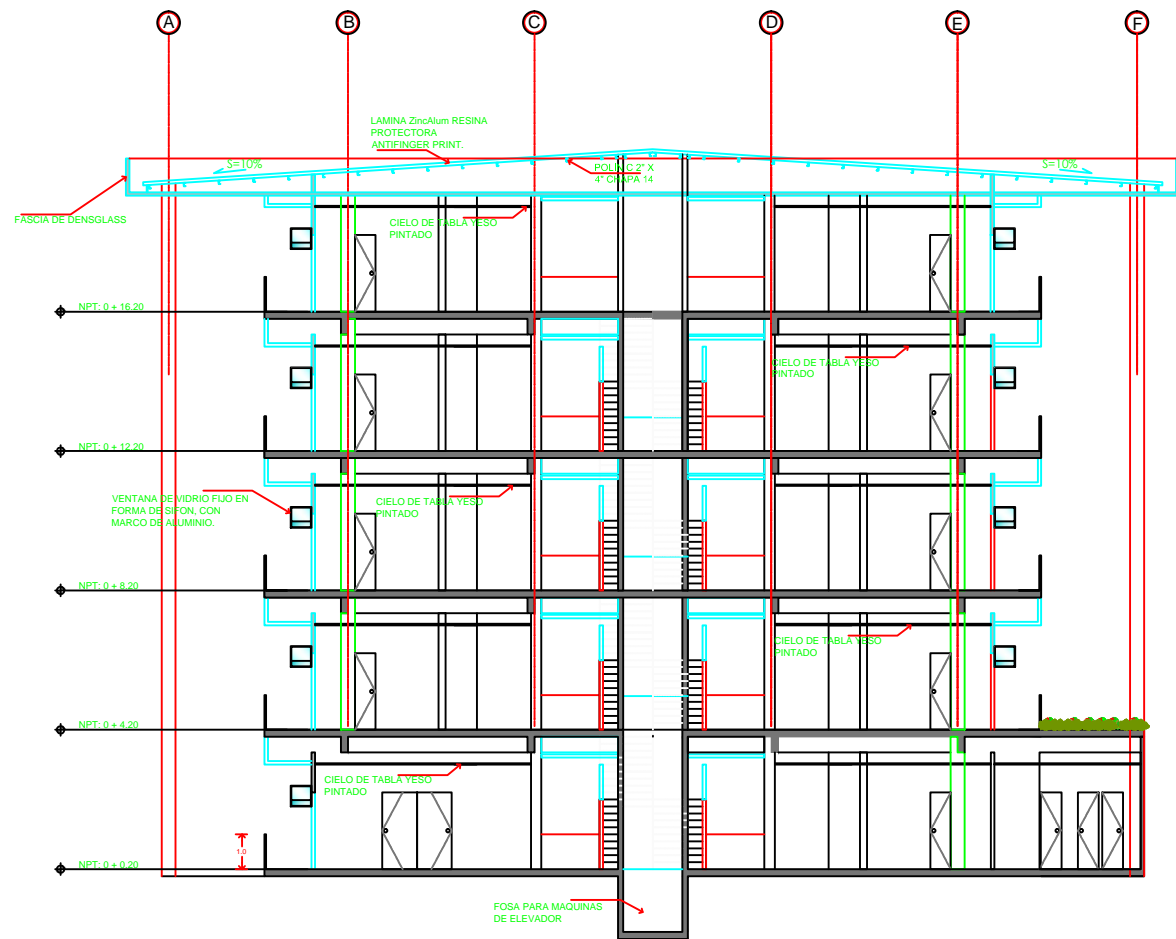 A
B
C
D
E
F
LAMINA ZincAlum RESINA
PROTECTORA
ANTIFINGER PRINT.
S=10%
POLIN C 2" X
4" CHAPA 14
S=10%
FASCIA DE DENSGLASS
CIELO DE TABLA YESO
PINTADO
NPT: 0 + 16.20
CIELO DE TABLA YESO
PINTADO
NPT: 0 + 12.20
VENTANA DE VIDRIO FIJO EN
FORMA DE SIFON, CON
MARCO DE ALUMINIO.
CIELO DE TABLA YESO
PINTADO
NPT: 0 + 8.20
CIELO DE TABLA YESO
PINTADO
NPT: 0 + 4.20
CIELO DE TABLA YESO
PINTADO
1.0
NPT: 0 + 0.20
FOSA PARA MAQUINAS
DE ELEVADOR